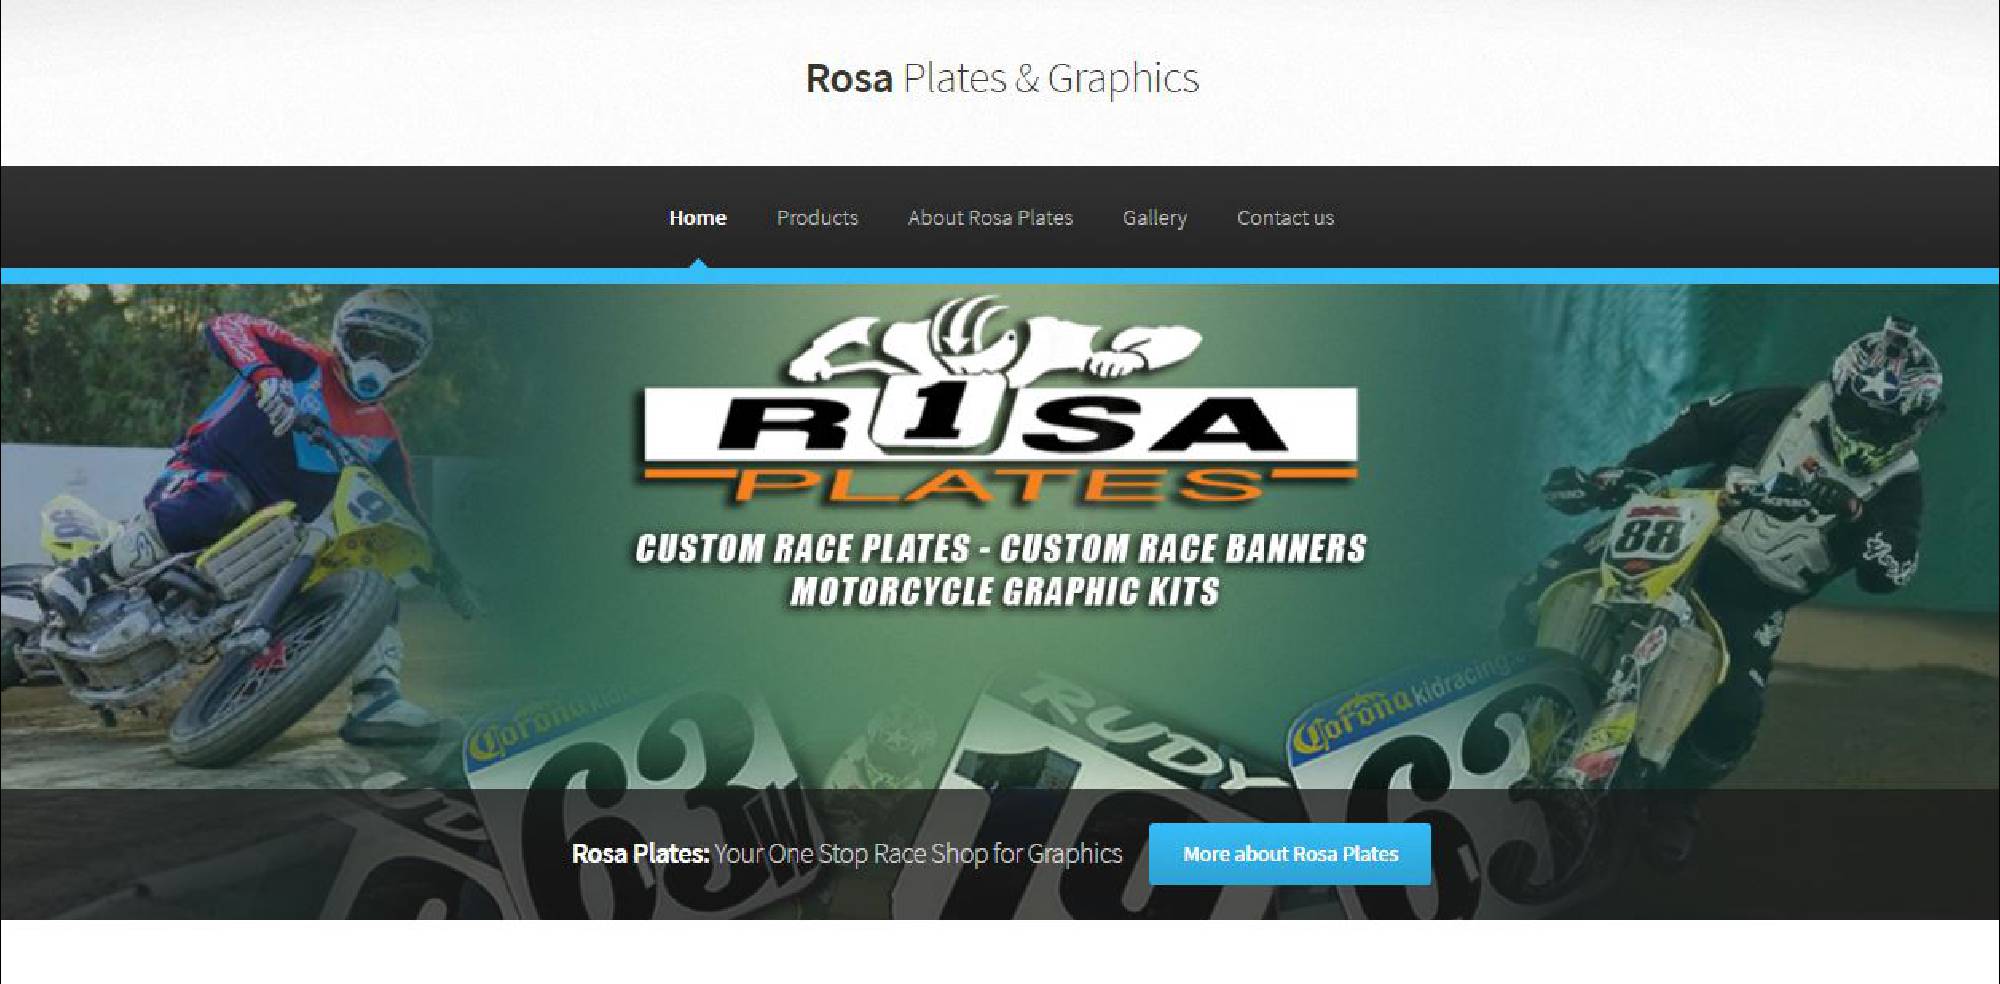 Rosa Plates & Graphics
Home Products About Rosa Plates Gallery Contact us
R1SA
PLATES
CUSTOM RACE PLATES - CUSTOM RACE BANNERS
MOTORCYCLE GRAPHIC KITS
88
Corona
RUDY
Corona kidracing
63
63
Rosa Plates: Your One Stop Race Shop for Graphics
More about Rosa Plates